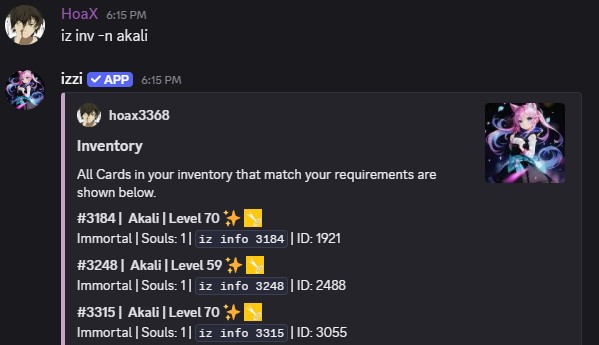 HoaX 6:15 PM
iz inv -n akali
izzi ✓ APP 6:15 PM
hoax3368
Inventory
All Cards in your inventory that match your requirements are
shown below.
#3184 | Akali | Level 70
Immortal | Souls: 1 | iz info 3184 | ID: 1921
#3248 | Akali | Level 59
Immortal | Souls: 1 | iz info 3248 | ID: 2488
#3315 | Akali | Level 70
Immortal | Souls: 1 | iz info 3315 | ID: 3055